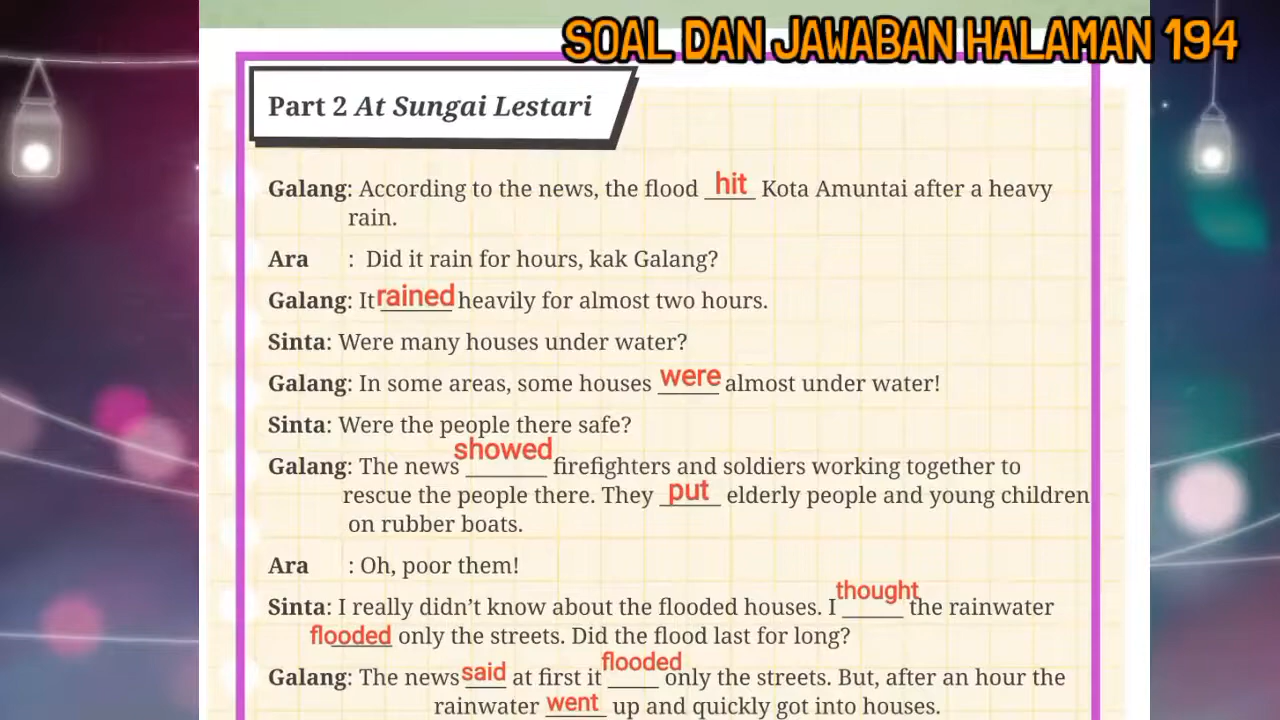 SOAL DAN JAWABAN HALAMAN 194
Part 2 At Sungai Lestari
Galang: According to the news, the flood hit Kota Amuntai after a heavy
rain.
Ara : Did it rain for hours, kak Galang?
Galang: It rained heavily for almost two hours.
Sinta: Were many houses under water?
Galang: In some areas, some houses were almost under water!
Sinta: Were the people there safe?
Galang: The news showed firefighters and soldiers working together to
rescue the people there. They put elderly people and young children
on rubber boats.
Ara : Oh, poor them!
Sinta: I really didn't know about the flooded houses. I thought the rainwater
flooded only the streets. Did the flood last for long?
Galang: The news said at first it flooded only the streets. But, after an hour the
rainwater went up and quickly got into houses.